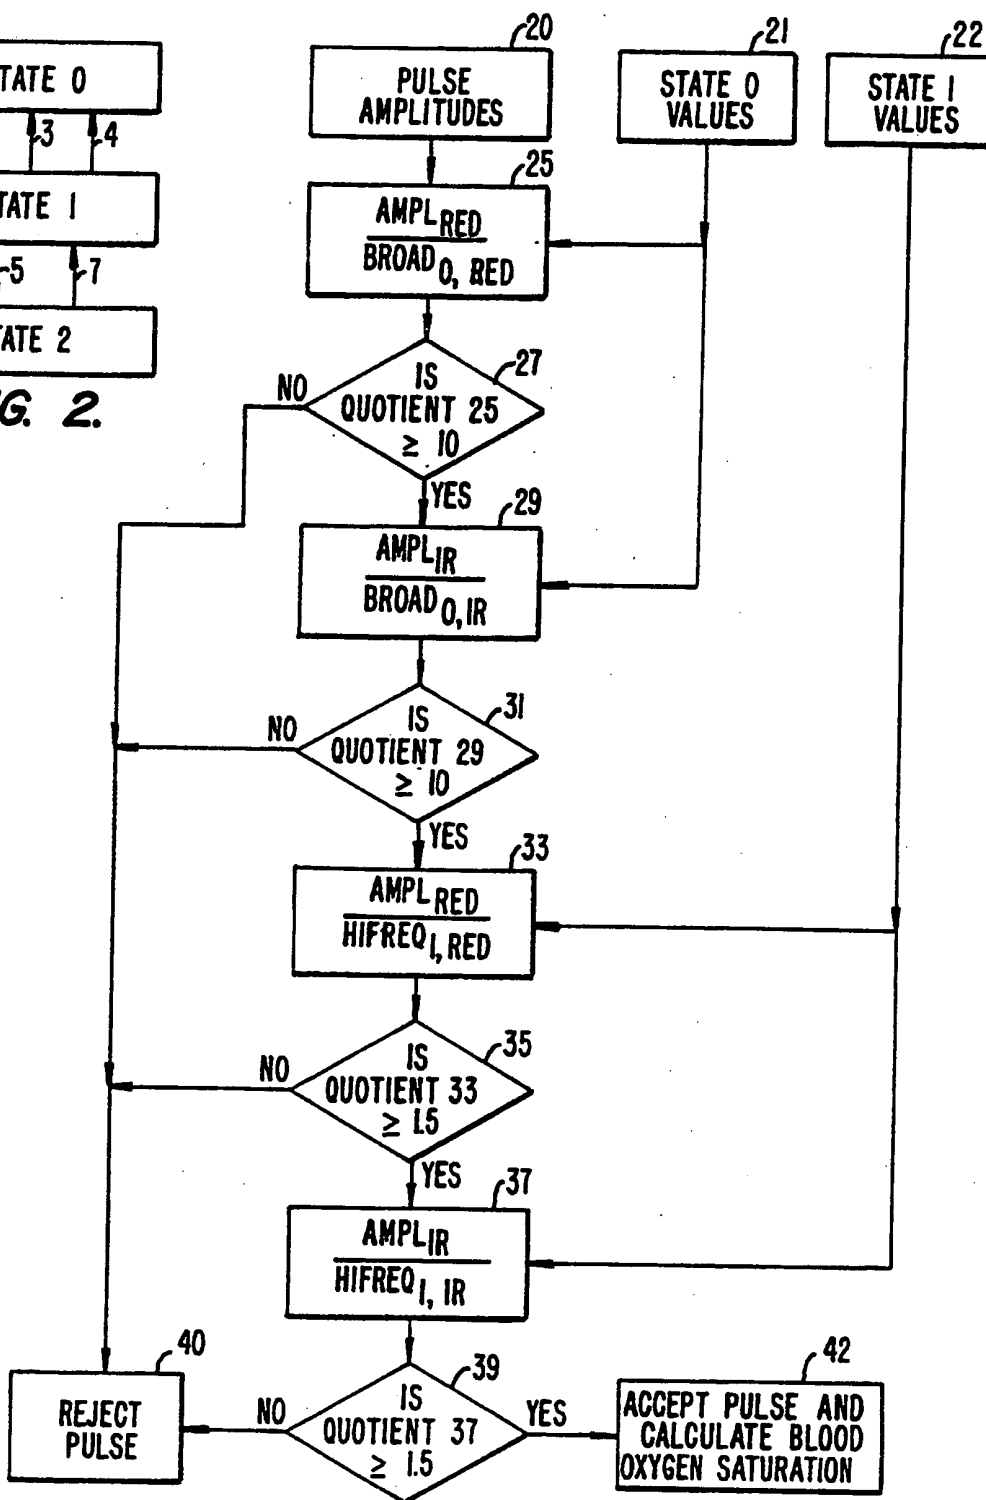 TATE 0
3
4
TATE 1
5
7
ATE 2
G. 2.
20
PULSE
AMPLITUDES
21
STATE 0
VALUES
22
STATE 1
VALUES
25
AMPL RED
BROAD 0, RED
27
IS
QUOTIENT 25
≥ 10
NO
YES
29
AMPL IR
BROAD 0, IR
31
IS
QUOTIENT 29
≥ 10
NO
YES
33
AMPL RED
HIFREQ 1, RED
35
IS
QUOTIENT 33
≥ 1.5
NO
YES
37
AMPL IR
HIFREQ 1, IR
39
IS
QUOTIENT 37
≥ 1.5
NO
YES
40
REJECT
PULSE
42
ACCEPT PULSE AND
CALCULATE BLOOD
OXYGEN SATURATION